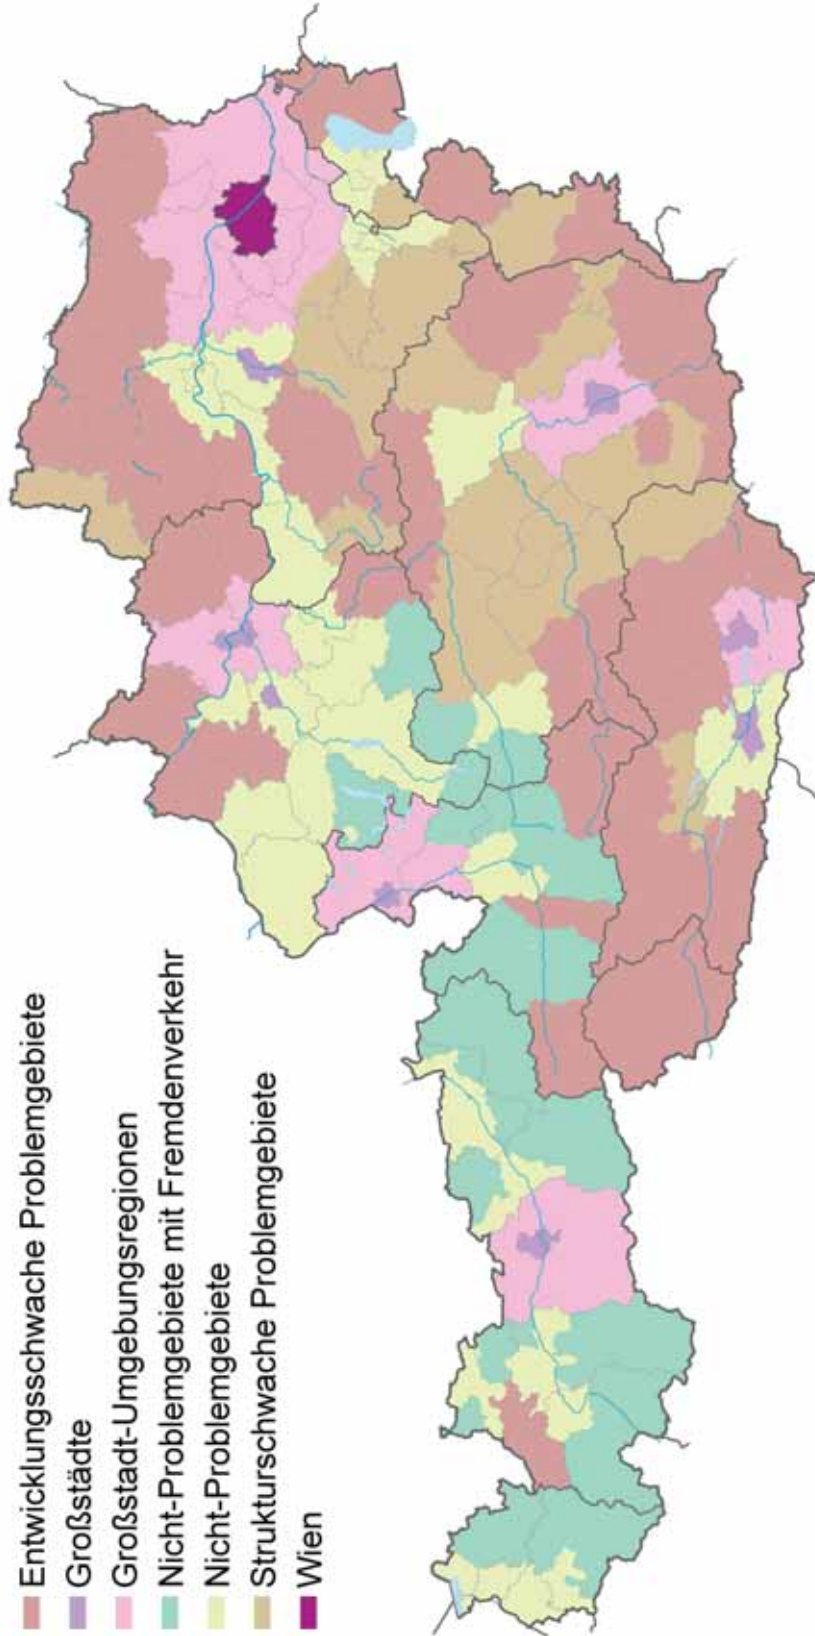 Entwicklungsschwache Problemgebiete
Großstädte
Großstadt-Umgebungsregionen
Nicht-Problemgebiete mit Fremdenverkehr
Nicht-Problemgebiete
Strukturschwache Problemgebiete
Wien